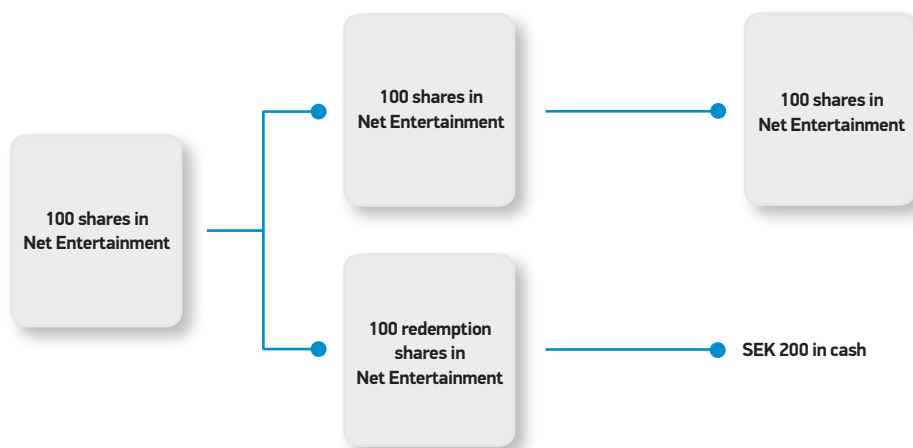 100 shares in
Net Entertainment
100 shares in
Net Entertainment
100 shares in
Net Entertainment
100 redemption
shares in
Net Entertainment
SEK 200 in cash